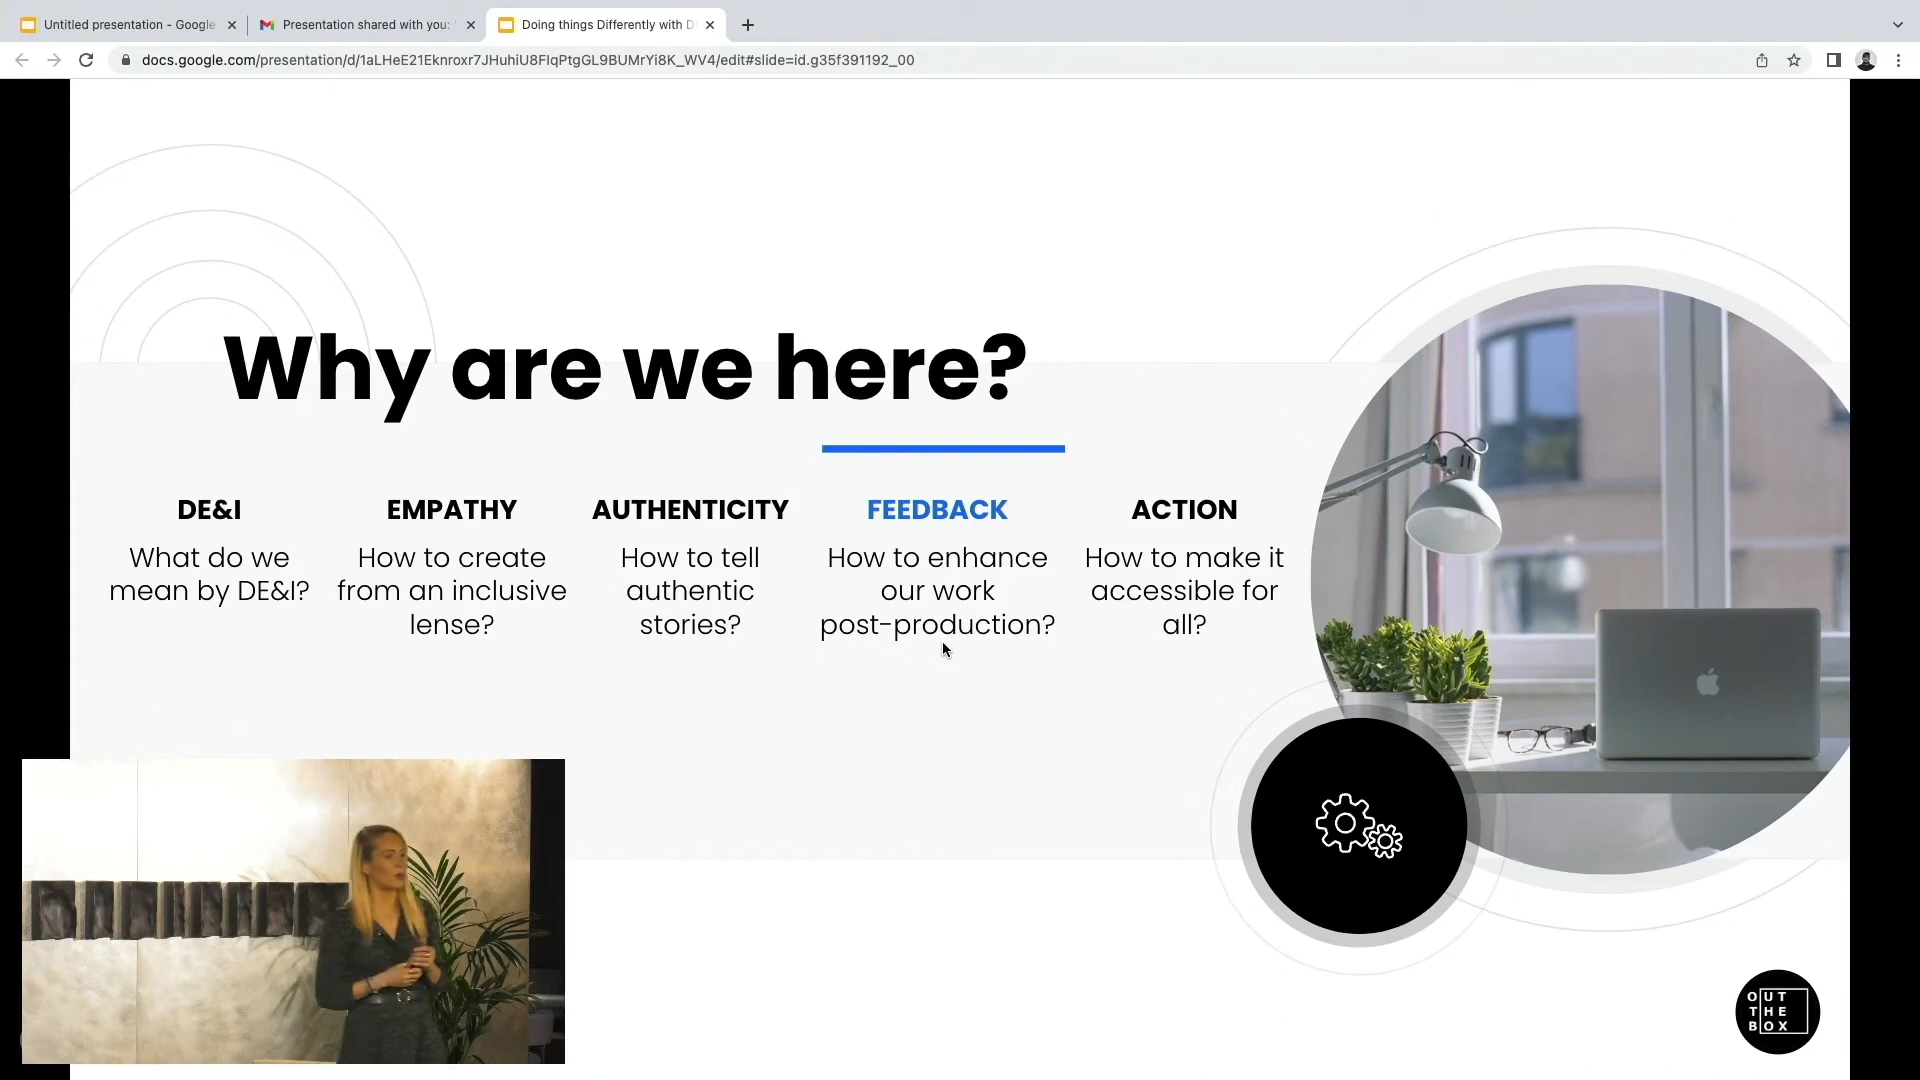 Untitled presentation - Google
Presentation shared with you:
Doing things Differently with D
docs.google.com/presentation/d/1aLHeE21Eknroxr7JHuhiU8FIqPtgGL9BUMrYi8K_WV4/edit#slide=id.g35f391192_00
Why are we here?
DE&I
What do we
mean by DE&I?
EMPATHY
How to create
from an inclusive
lense?
AUTHENTICITY
How to tell
authentic
stories?
FEEDBACK
How to enhance
our work
post-production?
ACTION
How to make it
accessible for
all?
OUT
THE
BOX